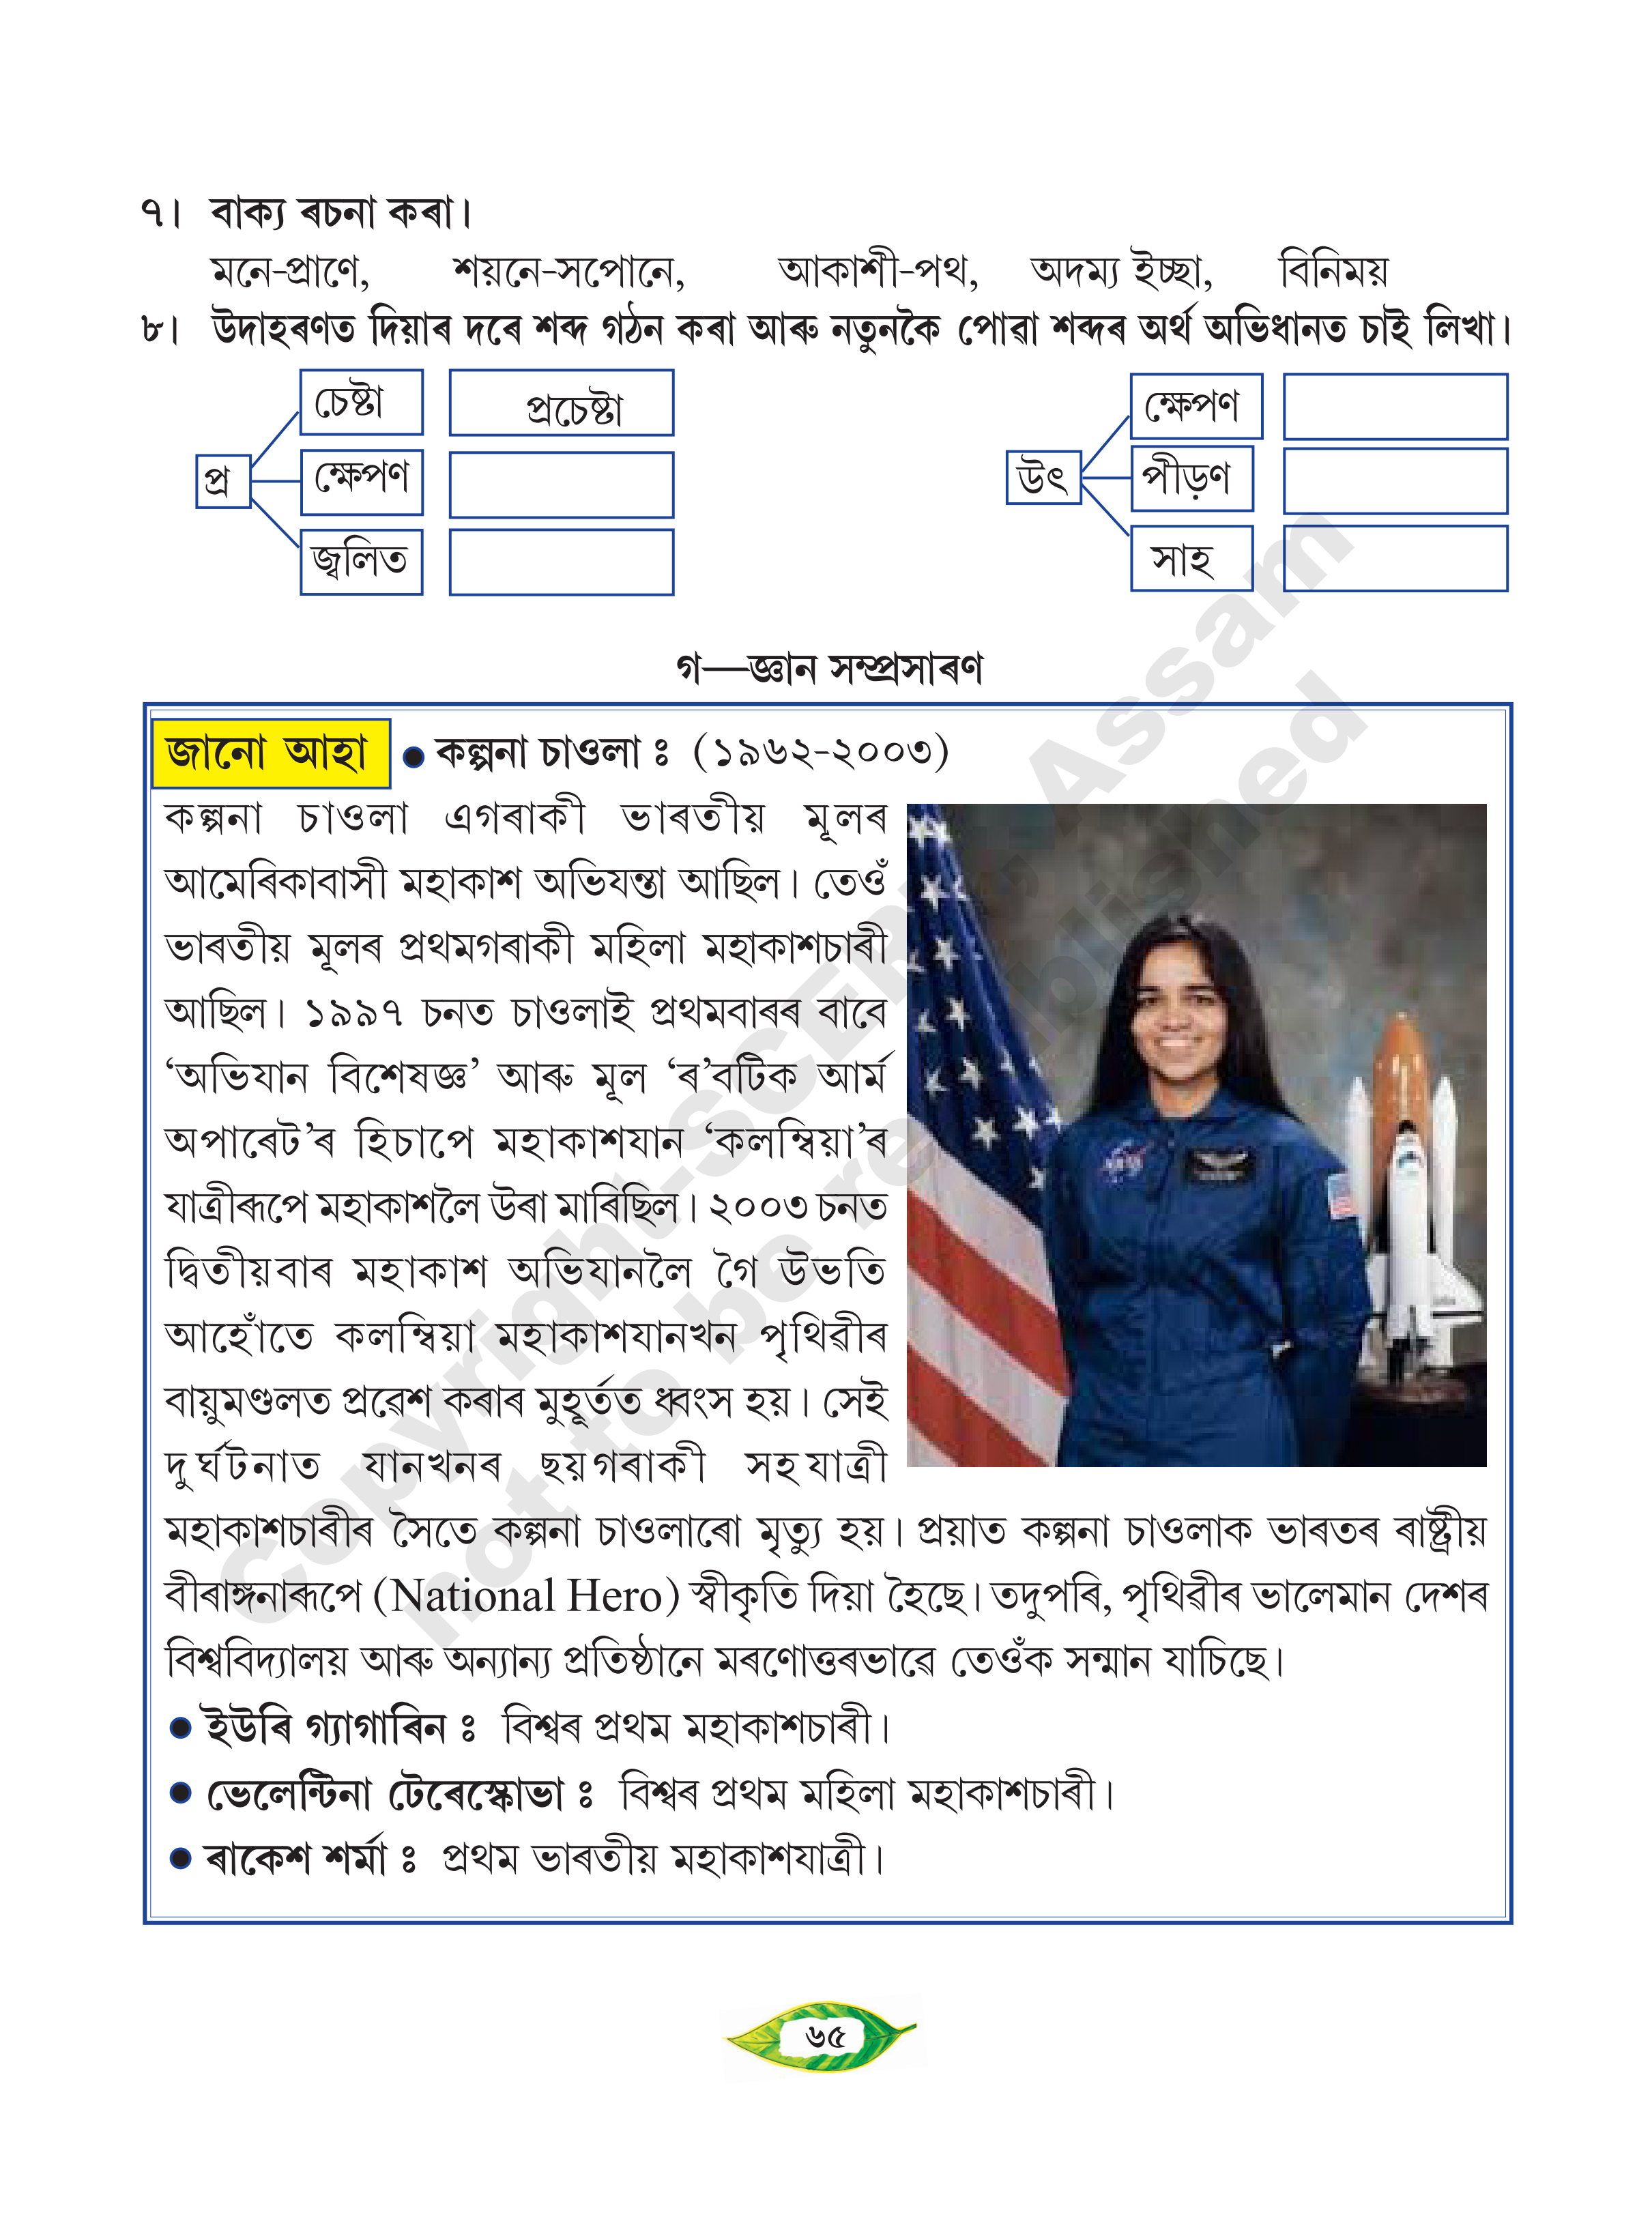 ৭। বাক্য ৰচনা কৰা।
মনে-প্ৰাণে, শয়নে-সপোনে, আকাশী-পথ, অদম্য ইচ্ছা, বিনিময়
৮। উদাহৰণত দিয়াৰ দৰে শব্দ গঠন কৰা আৰু নতুনকৈ পোৱা শব্দৰ অৰ্থ অভিধানত চাই লিখা।
প্ৰ
চেষ্টা প্ৰচেষ্টা
ক্ষেপণ
জ্বলিত
উৎ
ক্ষেপণ
পীড়ণ
সাহ
গ—জ্ঞান সম্প্ৰসাৰণ
জানো আহা ● কল্পনা চাওলা ঃ (১৯৬২-২০০৩)
কল্পনা চাওলা এগৰাকী ভাৰতীয় মূলৰ
আমেৰিকাবাসী মহাকাশ অভিযন্তা আছিল। তেওঁ
ভাৰতীয় মূলৰ প্ৰথমগৰাকী মহিলা মহাকাশচাৰী
আছিল। ১৯৯৭ চনত চাওলাই প্ৰথমবাৰৰ বাবে
‘অভিযান বিশেষজ্ঞ’ আৰু মূল ‘ৰ’বটিক আৰ্ম
অপাৰেট’ৰ হিচাপে মহাকাশযান ‘কলম্বিয়া’ৰ
যাত্ৰীৰূপে মহাকাশলৈ উৰা মাৰিছিল। ২০০৩ চনত
দ্বিতীয়বাৰ মহাকাশ অভিযানলৈ গৈ উভতি
আহোঁতে কলম্বিয়া মহাকাশযানখন পৃথিৱীৰ
বায়ুমণ্ডলত প্ৰৱেশ কৰাৰ মুহূৰ্তত ধ্বংস হয়। সেই
দুৰ্ঘটনাত যানখনৰ ছয়গৰাকী সহযাত্ৰী
মহাকাশচাৰীৰ সৈতে কল্পনা চাওলাৰো মৃত্যু হয়। প্ৰয়াত কল্পনা চাওলাক ভাৰতৰ ৰাষ্ট্ৰীয়
বীৰাঙ্গনাৰূপে (National Hero) স্বীকৃতি দিয়া হৈছে। তদুপৰি, পৃথিৱীৰ ভালেমান দেশৰ
বিশ্ববিদ্যালয় আৰু অন্যান্য প্ৰতিষ্ঠানে মৰণোত্তৰভাৱে তেওঁক সন্মান যাচিছে।
● ইউৰি গ্যাগাৰিন ঃ বিশ্বৰ প্ৰথম মহাকাশচাৰী।
● ভেলেন্টিনা টেৰেস্কোভা ঃ বিশ্বৰ প্ৰথম মহিলা মহাকাশচাৰী।
● ৰাকেশ শৰ্মা ঃ প্ৰথম ভাৰতীয় মহাকাশযাত্ৰী।
৬৫